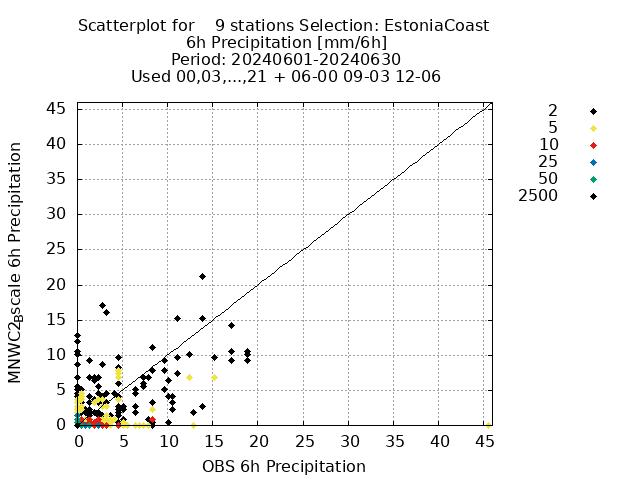 Scatterplot for 9 stations Selection: EstoniaCoast
6h Precipitation [mm/6h]
Period: 20240601-20240630
Used 00,03,...,21 + 06-00 09-03 12-06
45
40
35
30
25
20
15
10
5
0
0 5 10 15 20 25 30 35 40 45
MNWC2Bscale 6h Precipitation
OBS 6h Precipitation
2
5
10
25
50
2500